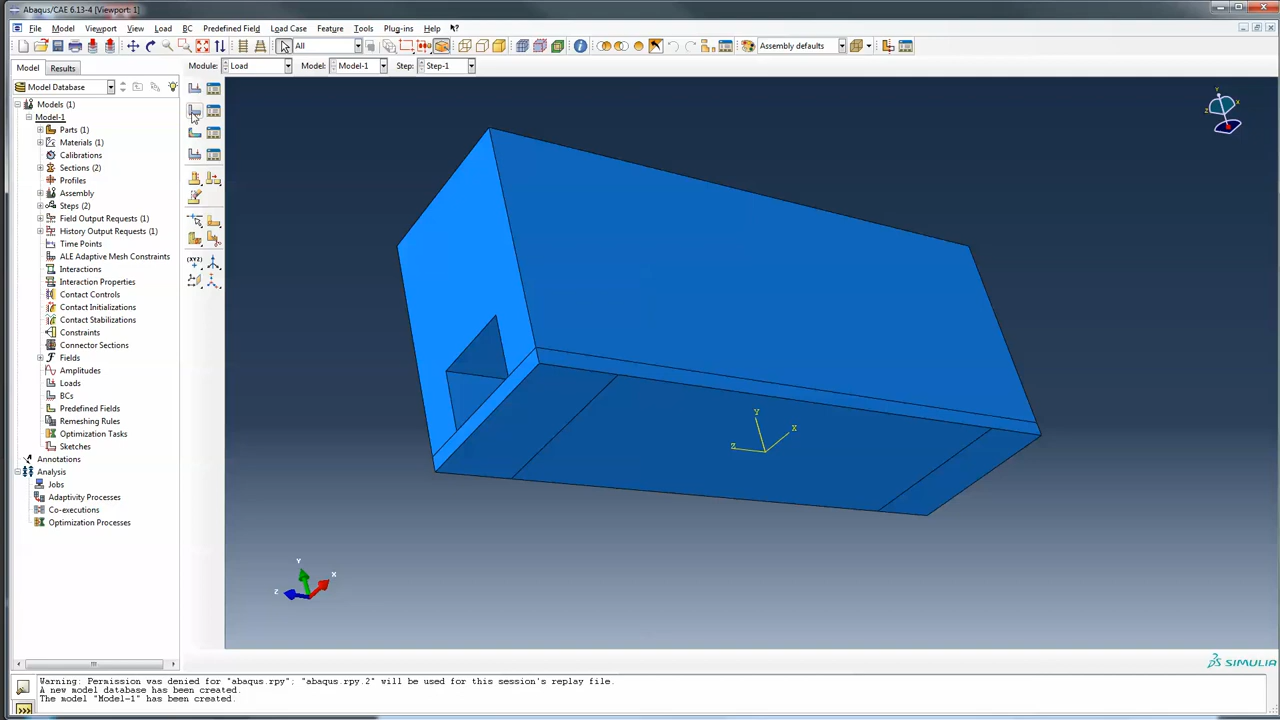 Abaqus/CAE 6.13-4 [Viewport: 1]
File Model Viewport View Load BC Predefined Field Load Case Feature Tools Plug-ins Help
All
Assembly defaults
Model Results
Module: Load Model: Model-1 Step: Step-1
Model Database
Models (1)
Model-1
Parts (1)
Materials (1)
Calibrations
Sections (2)
Profiles
Assembly
Steps (2)
Field Output Requests (1)
History Output Requests (1)
Time Points
ALE Adaptive Mesh Constraints
Interactions
Interaction Properties
Contact Controls
Contact Initializations
Contact Stabilizations
Constraints
Connector Sections
Fields
Amplitudes
Loads
BCs
Predefined Fields
Remeshing Rules
Optimization Tasks
Sketches
Annotations
Analysis
Jobs
Adaptivity Processes
Co-executions
Optimization Processes
(XYZ)
Y
X
Z
Y
X
Z
Y
X
Z
SIMULIA
Warning: Permission was denied for "abaqus.rpy"; "abaqus.rpy.2" will be used for this session's replay file.
A new model database has been created.
The model "Model-1" has been created.
>>>